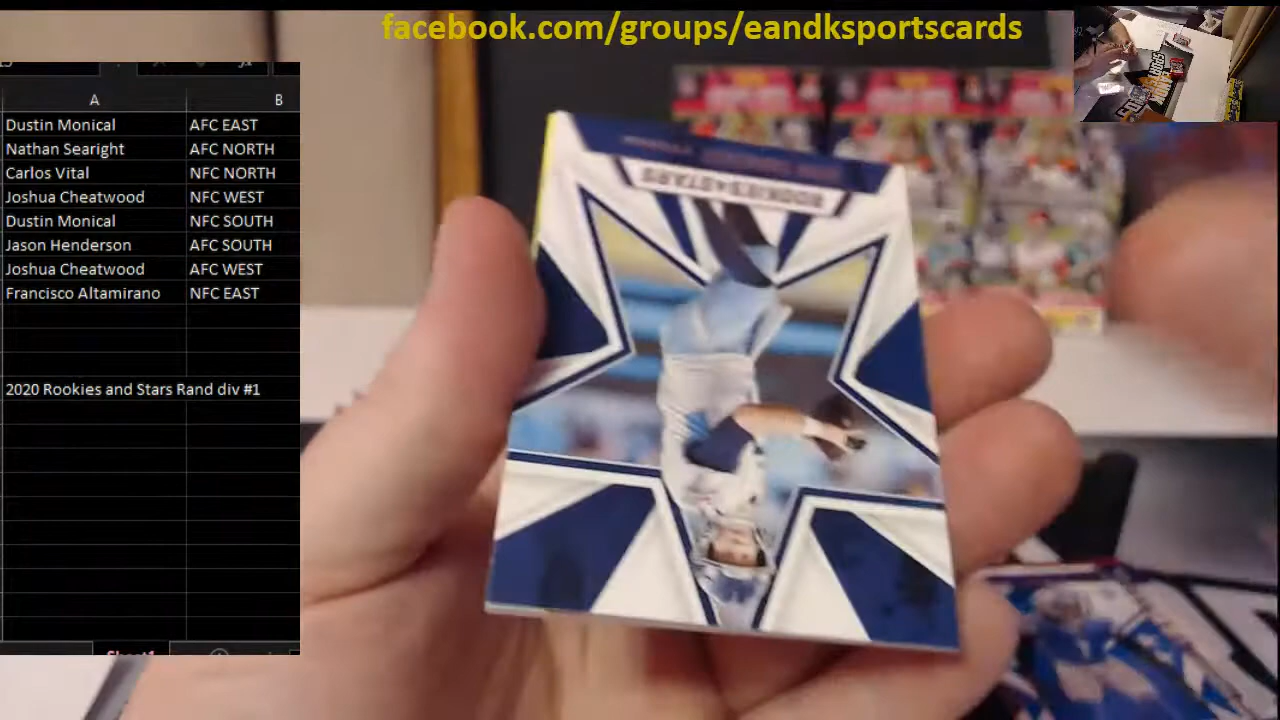 facebook.com/groups/eandksportscards
A B
Dustin Monical AFC EAST
Nathan Searight AFC NORTH
Carlos Vital NFC NORTH
Joshua Cheatwood NFC WEST
Dustin Monical NFC SOUTH
Jason Henderson AFC SOUTH
Joshua Cheatwood AFC WEST
Francisco Altamirano NFC EAST
2020 Rookies and Stars Rand div #1
ROOKIES & STARS